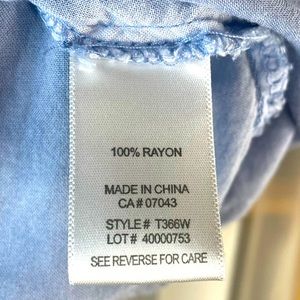 100% RAYON
MADE IN CHINA
CA# 07043
STYLE# T366W
LOT# 40000753
SEE REVERSE FOR CARE